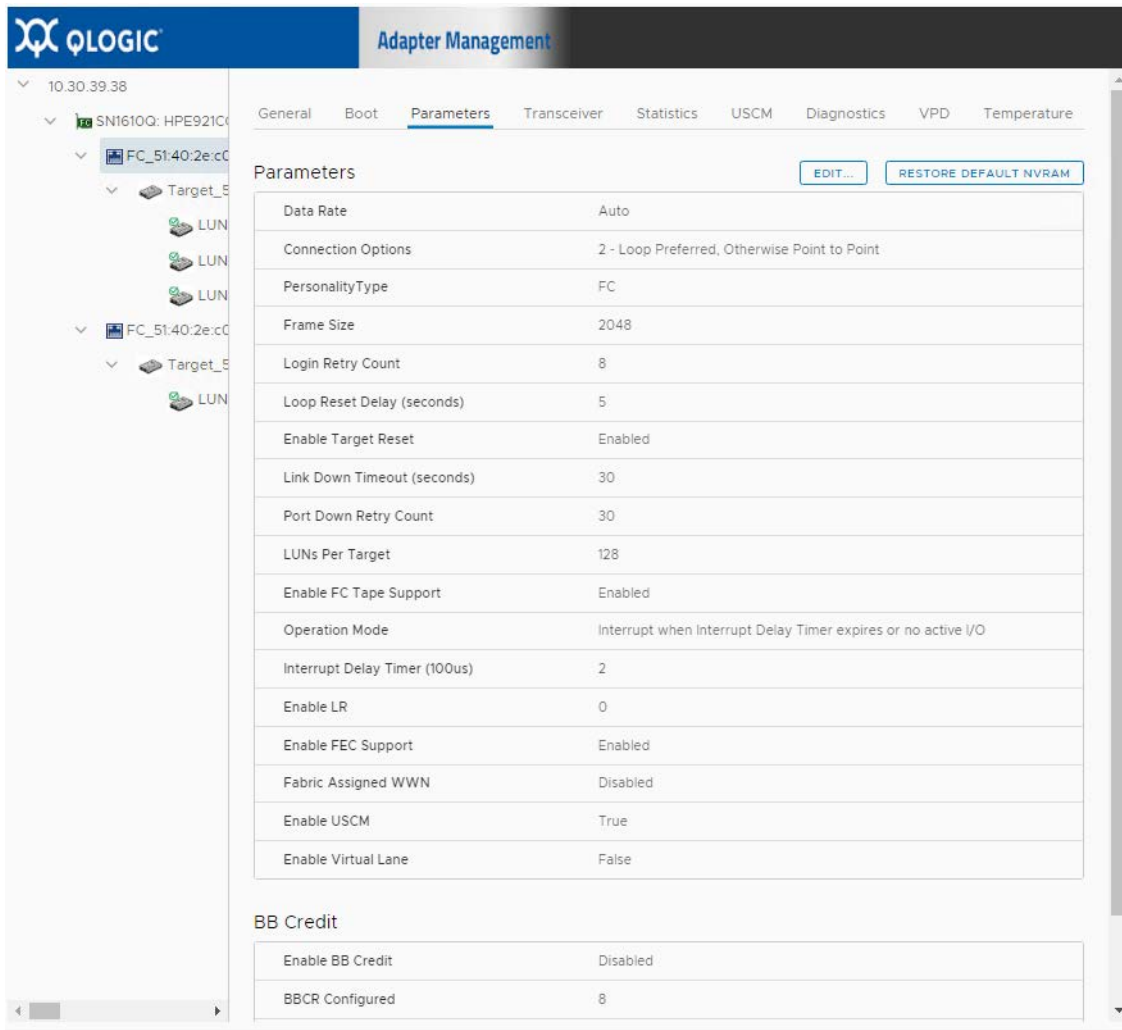 QLOGIC
Adapter Management
10.30.39.38
SN1610Q: HPE921C
FC_51:40:2e:c0
Target_5
LUN
LUN
LUN
FC_51:40:2e:c0
Target_5
LUN
General Boot Parameters Transceiver Statistics USCM Diagnostics VPD Temperature
Parameters EDIT... RESTORE DEFAULT NVRAM
Data Rate Auto
Connection Options 2 - Loop Preferred, Otherwise Point to Point
PersonalityType FC
Frame Size 2048
Login Retry Count 8
Loop Reset Delay (seconds) 5
Enable Target Reset Enabled
Link Down Timeout (seconds) 30
Port Down Retry Count 30
LUNs Per Target 128
Enable FC Tape Support Enabled
Operation Mode Interrupt when Interrupt Delay Timer expires or no active I/O
Interrupt Delay Timer (100us) 2
Enable LR 0
Enable FEC Support Enabled
Fabric Assigned WWN Disabled
Enable USCM True
Enable Virtual Lane False
BB Credit
Enable BB Credit Disabled
BBCR Configured 8